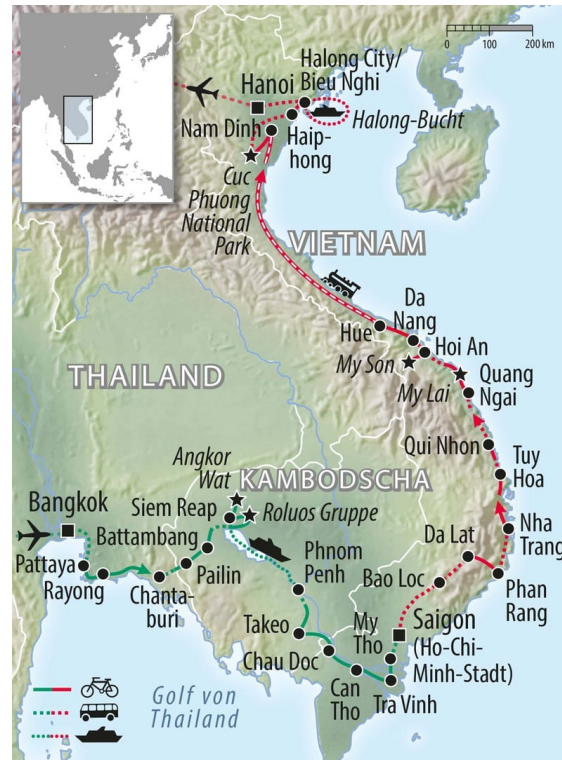 0
100
200 km
Halong City/
Bieu Nghi
Hanoi
Halong-Bucht
Nam Dinh
Haip-
hong
Cuc
Phuong
National
Park
VIETNAM
Da
Nang
Hue
Hoi An
My Son
THAILAND
My Lai
Quang
Ngai
Qui Nhon
Angkor
Wat
KAMBODSCHA
Tuy
Hoa
Siem Reap
Roluos Gruppe
Bangkok
Battambang
Da Lat
Nha
Trang
Phnom
Penh
Pattaya
Rayong
Pailin
Bao Loc
Chanta-
buri
Phan
Rang
Takeo
My
Tho
Saigon
(Ho-Chi-
Minh-Stadt)
Chau Doc
Can
Tho
Tra Vinh
Golf von
Thailand